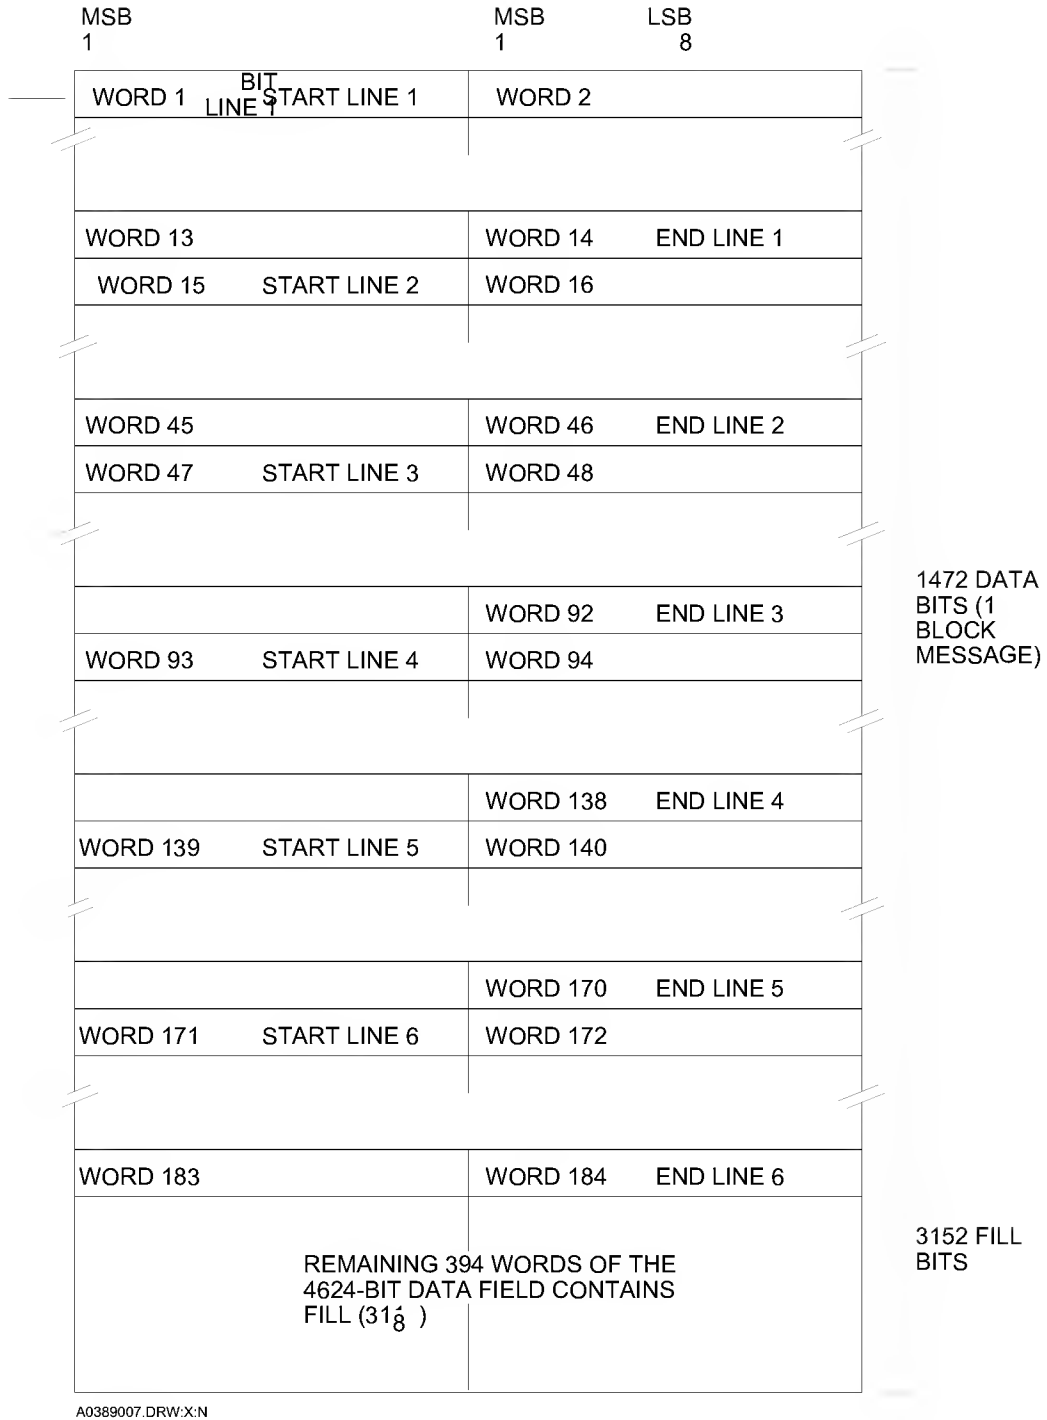 MSB MSB LSB
1 1 8
BIT
WORD 1 START LINE 1 WORD 2
LINE 1
WORD 13 WORD 14 END LINE 1
WORD 15 START LINE 2 WORD 16
WORD 45 WORD 46 END LINE 2
WORD 47 START LINE 3 WORD 48
1472 DATA
BITS (1
BLOCK
MESSAGE)
WORD 92 END LINE 3
WORD 93 START LINE 4 WORD 94
WORD 138 END LINE 4
WORD 139 START LINE 5 WORD 140
WORD 170 END LINE 5
WORD 171 START LINE 6 WORD 172
WORD 183 WORD 184 END LINE 6
3152 FILL
BITS
REMAINING 394 WORDS OF THE
4624-BIT DATA FIELD CONTAINS
FILL (31 8 )
A0389007.DRW:X:N